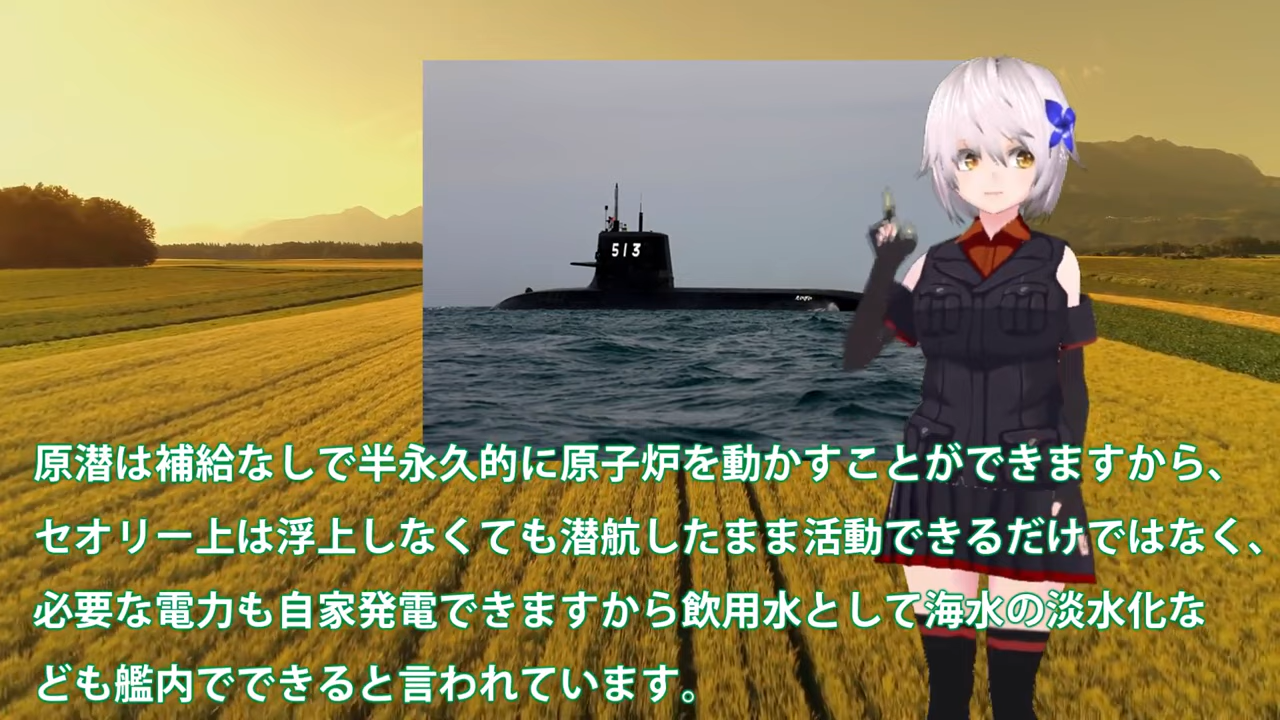 513
原潜は補給なしで半永久的に原子炉を動かすことができますから、
セオリー上は浮上しなくても潜航したまま活動できるだけではなく、
必要な電力も自家発電できますから飲用水として海水の淡水化な
ども艦内でできると言われています。